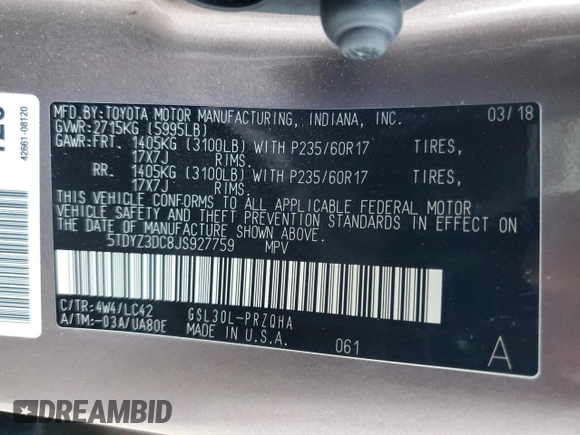 42661-08120
MFD.BY:TOYOTA MOTOR MANUFACTURING, INDIANA, INC. 03/18
GVWR:2715KG (5995LB)
GAWR:FRT. 1405KG (3100LB) WITH P235/60R17 TIRES,
17X7J RIMS.
RR. 1405KG (3100LB) WITH P235/60R17 TIRES,
17X7J RIMS.
THIS VEHICLE CONFORMS TO ALL APPLICABLE FEDERAL MOTOR
VEHICLE SAFETY AND THEFT PREVENTION STANDARDS IN EFFECT
ON THE DATE OF MANUFACTURE SHOWN ABOVE.
5TDYZ3DC8JS927759 MPV
C/TR:4W4/LC42 GSL30L-PRZQHA
A/TM:-03A/UA80E MADE IN U.S.A. 061 A
DREAMBID